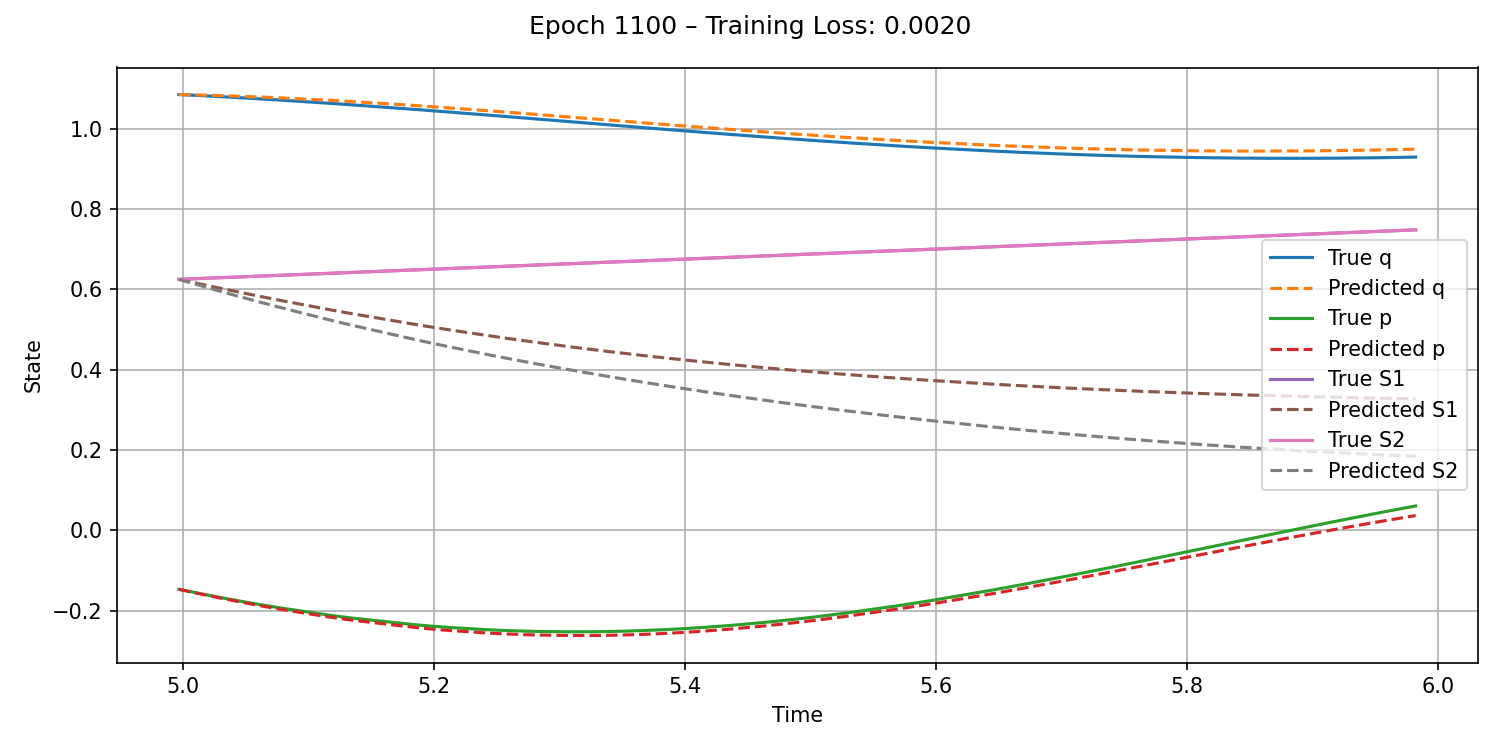 Epoch 1100 – Training Loss: 0.0020
State
1.0
0.8
0.6
0.4
0.2
0.0
−0.2
True q
Predicted q
True p
Predicted p
True S1
Predicted S1
True S2
Predicted S2
5.0 5.2 5.4 5.6 5.8 6.0
Time